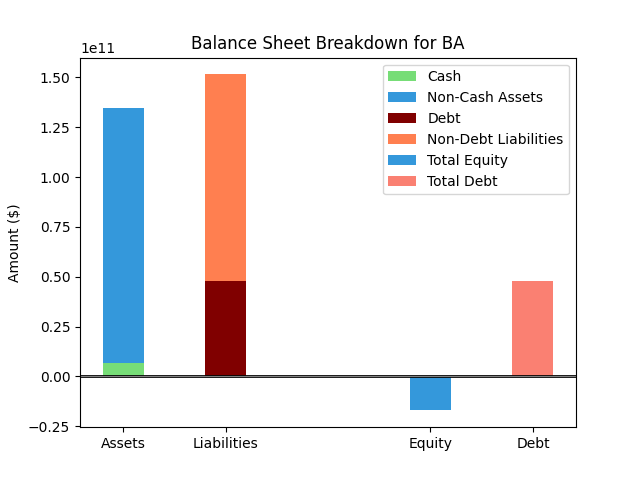 Balance Sheet Breakdown for BA
1e11
1.50
1.25
1.00
0.75
0.50
0.25
0.00
−0.25
Amount ($)
Cash
Non-Cash Assets
Debt
Non-Debt Liabilities
Total Equity
Total Debt
Assets
Liabilities
Equity
Debt